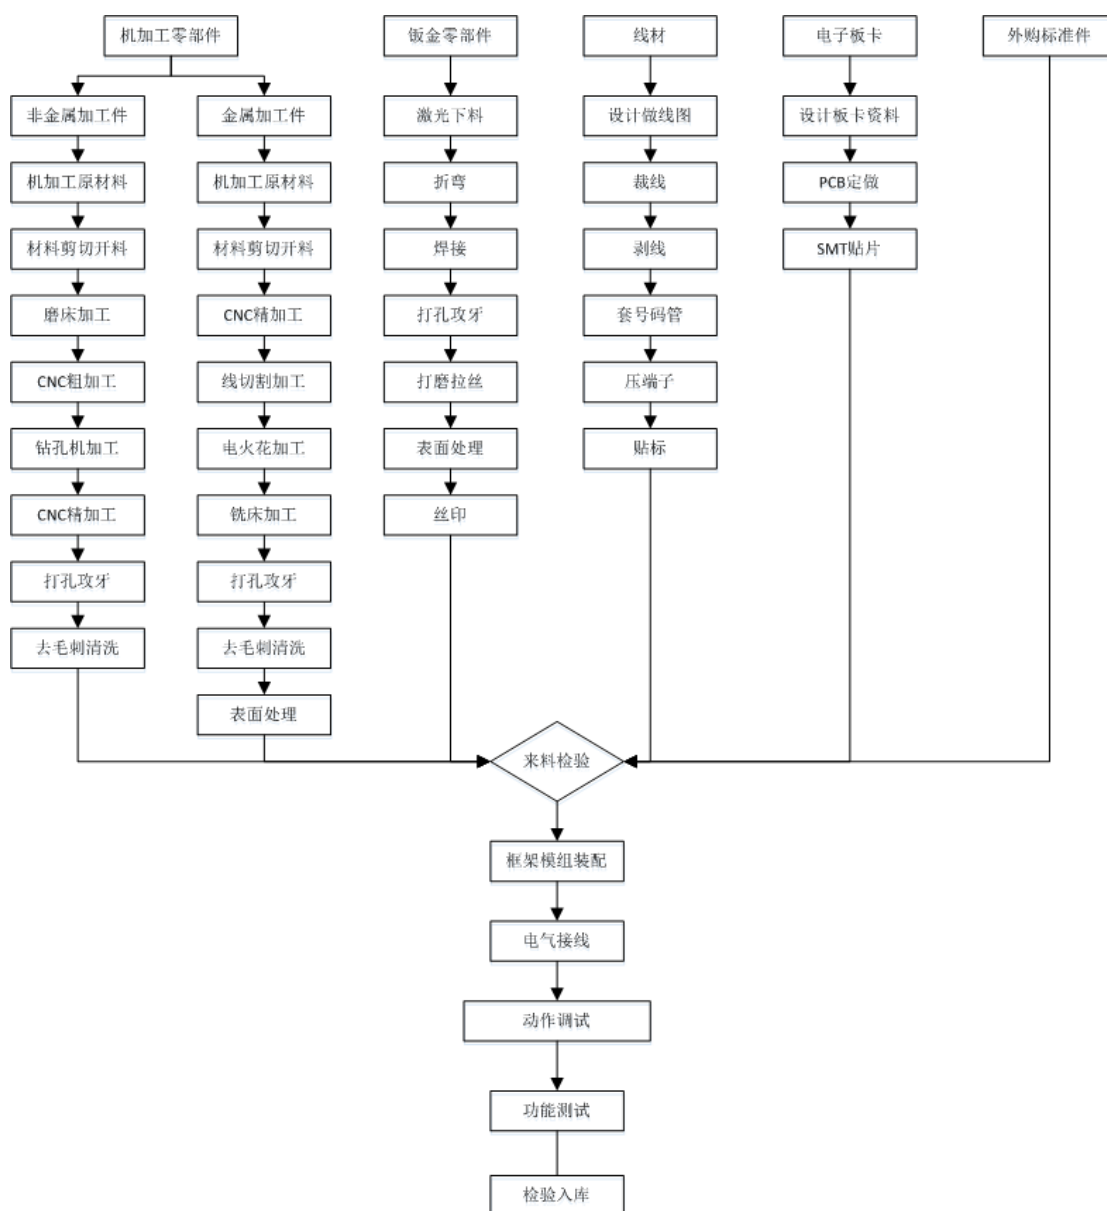 机加工零部件
钣金零部件
线材
电子板卡
外购标准件
非金属加工件
金属加工件
激光下料
设计做线图
设计板卡资料
机加工原材料
机加工原材料
折弯
裁线
PCB定做
材料剪切开料
材料剪切开料
焊接
剥线
SMT贴片
磨床加工
CNC精加工
打孔攻牙
套号码管
CNC粗加工
线切割加工
打磨拉丝
压端子
钻孔机加工
电火花加工
表面处理
贴标
CNC精加工
铣床加工
丝印
打孔攻牙
打孔攻牙
去毛刺清洗
去毛刺清洗
表面处理
来料检验
框架模组装配
电气接线
动作调试
功能测试
检验入库